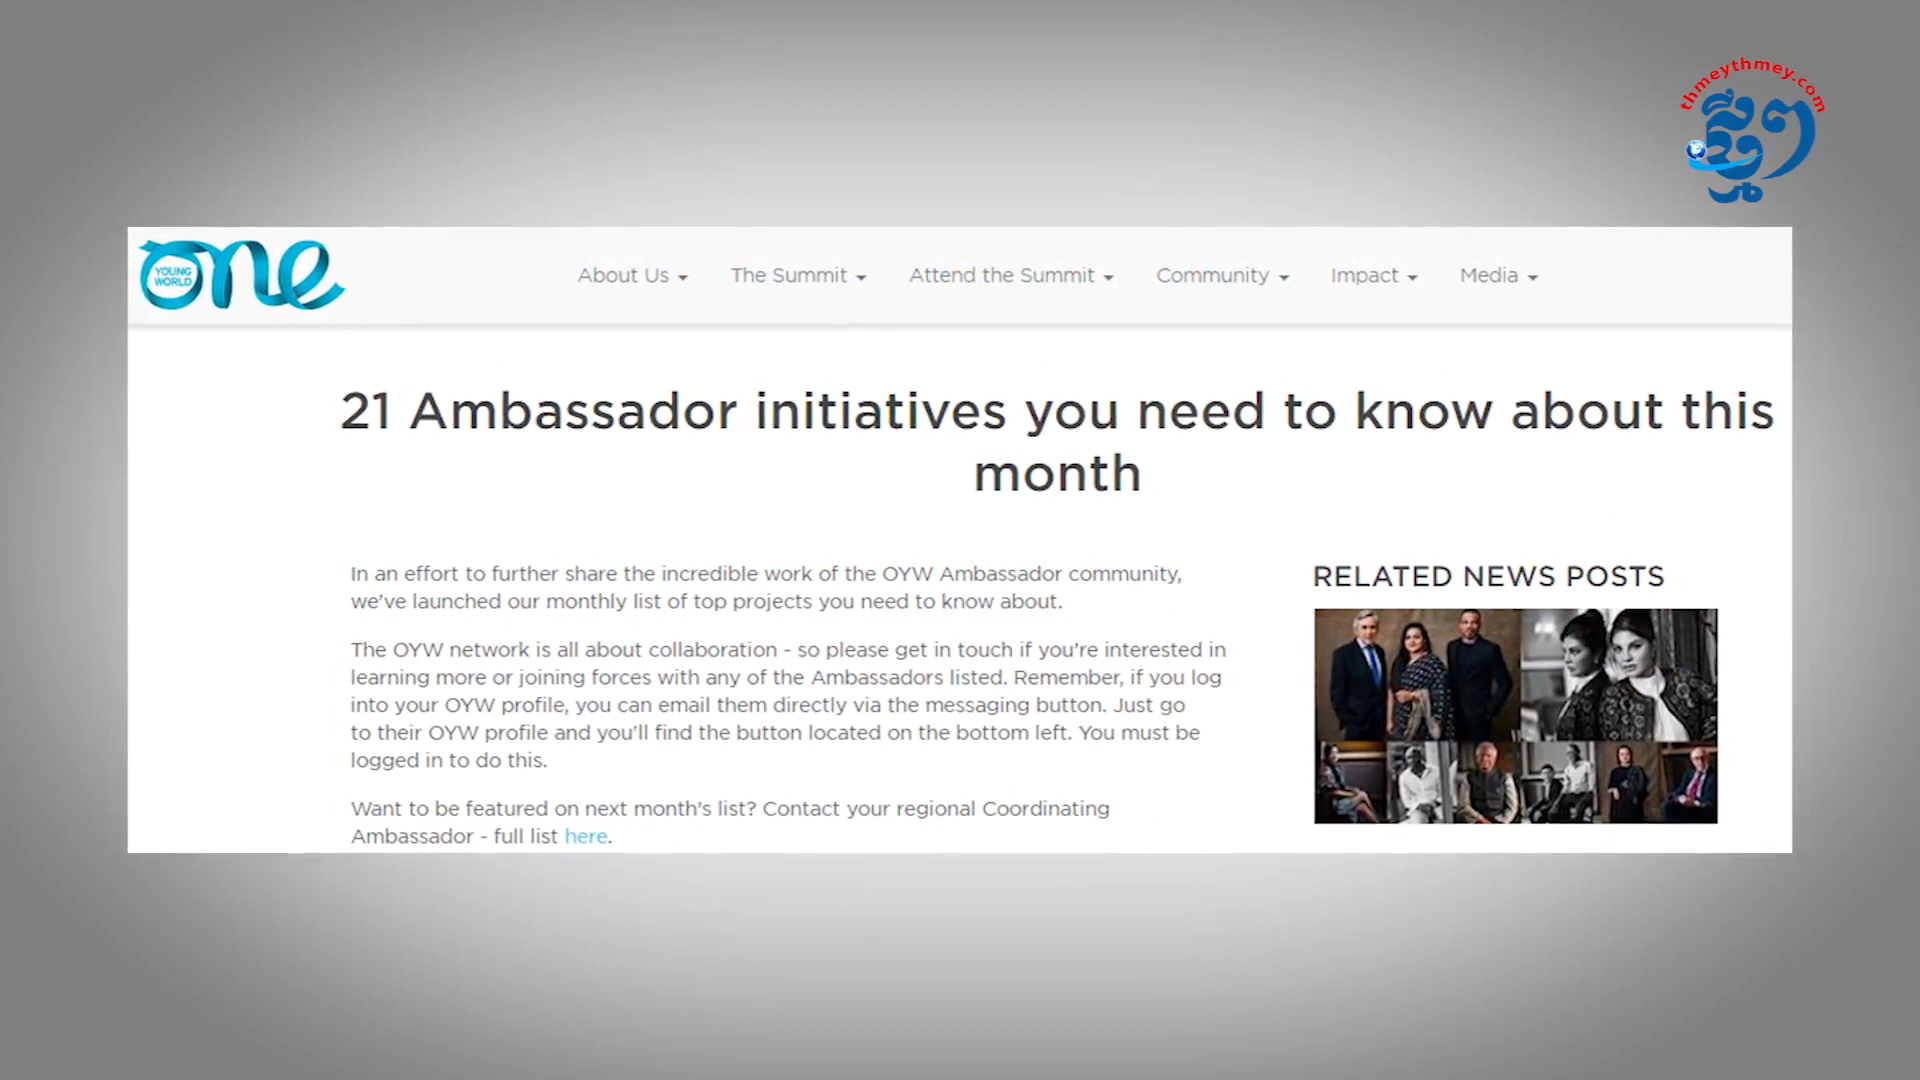 thmeythmey.com
ថ្មីៗ
one
YOUNG
WORLD
About Us
The Summit
Attend the Summit
Community
Impact
Media
21 Ambassador initiatives you need to know about this
month
In an effort to further share the incredible work of the OYW Ambassador community,
we’ve launched our monthly list of top projects you need to know about.
The OYW network is all about collaboration - so please get in touch if you’re interested in
learning more or joining forces with any of the Ambassadors listed. Remember, if you log
into your OYW profile, you can email them directly via the messaging button. Just go
to their OYW profile and you’ll find the button located on the bottom left. You must be
logged in to do this.
Want to be featured on next month’s list? Contact your regional Coordinating
Ambassador - full list here.
RELATED NEWS POSTS